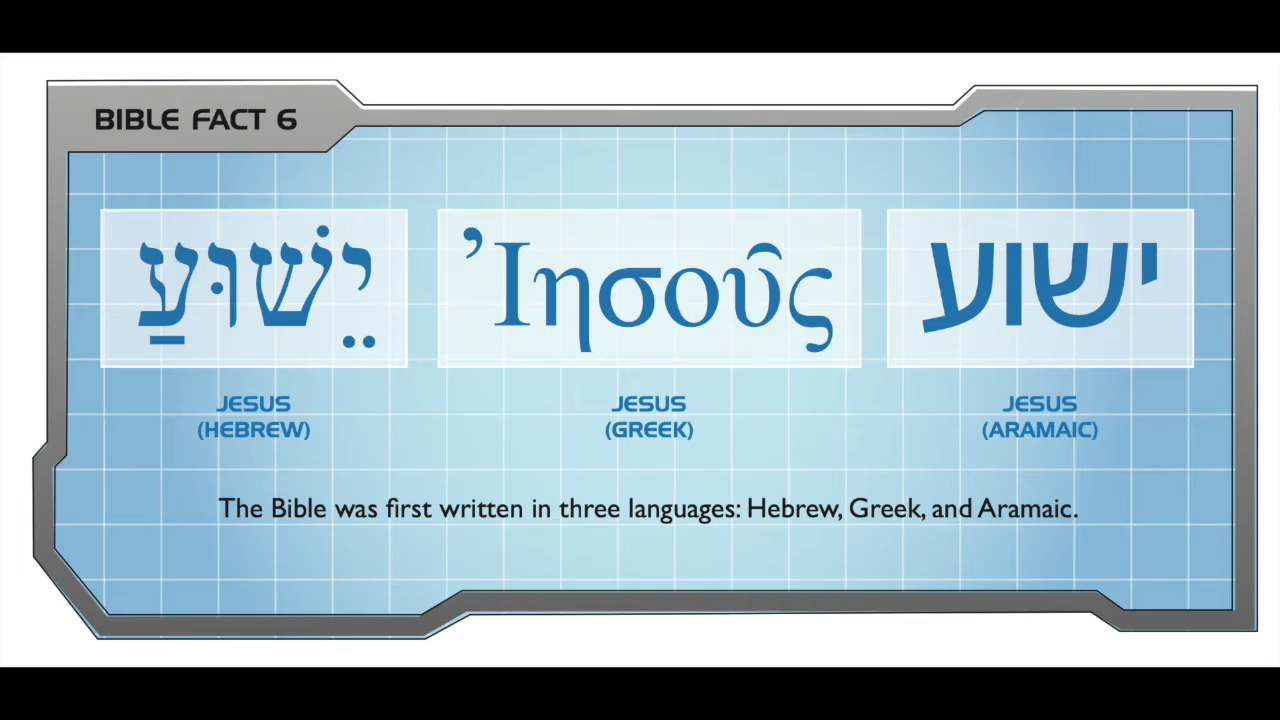 BIBLE FACT 6
יֵשׁוּעַ
Ἰησοῦς
ישוע
JESUS
(HEBREW)
JESUS
(GREEK)
JESUS
(ARAMAIC)
The Bible was first written in three languages: Hebrew, Greek, and Aramaic.